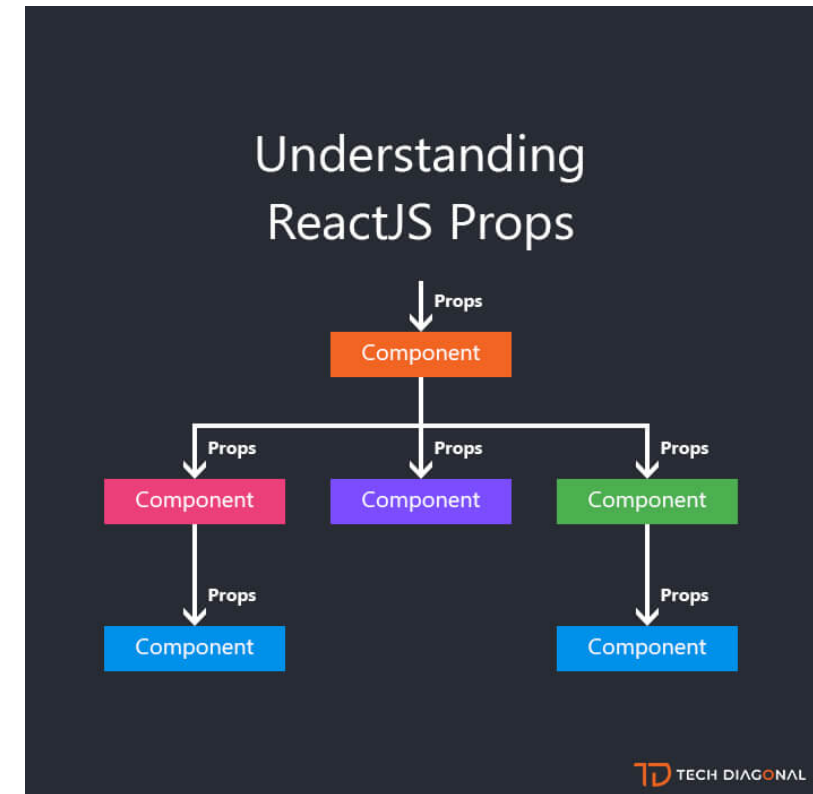 Understanding
ReactJS Props
Props
Component
Props
Props
Props
Component
Component
Component
Props
Props
Component
Component
TD TECH DIAGONAL